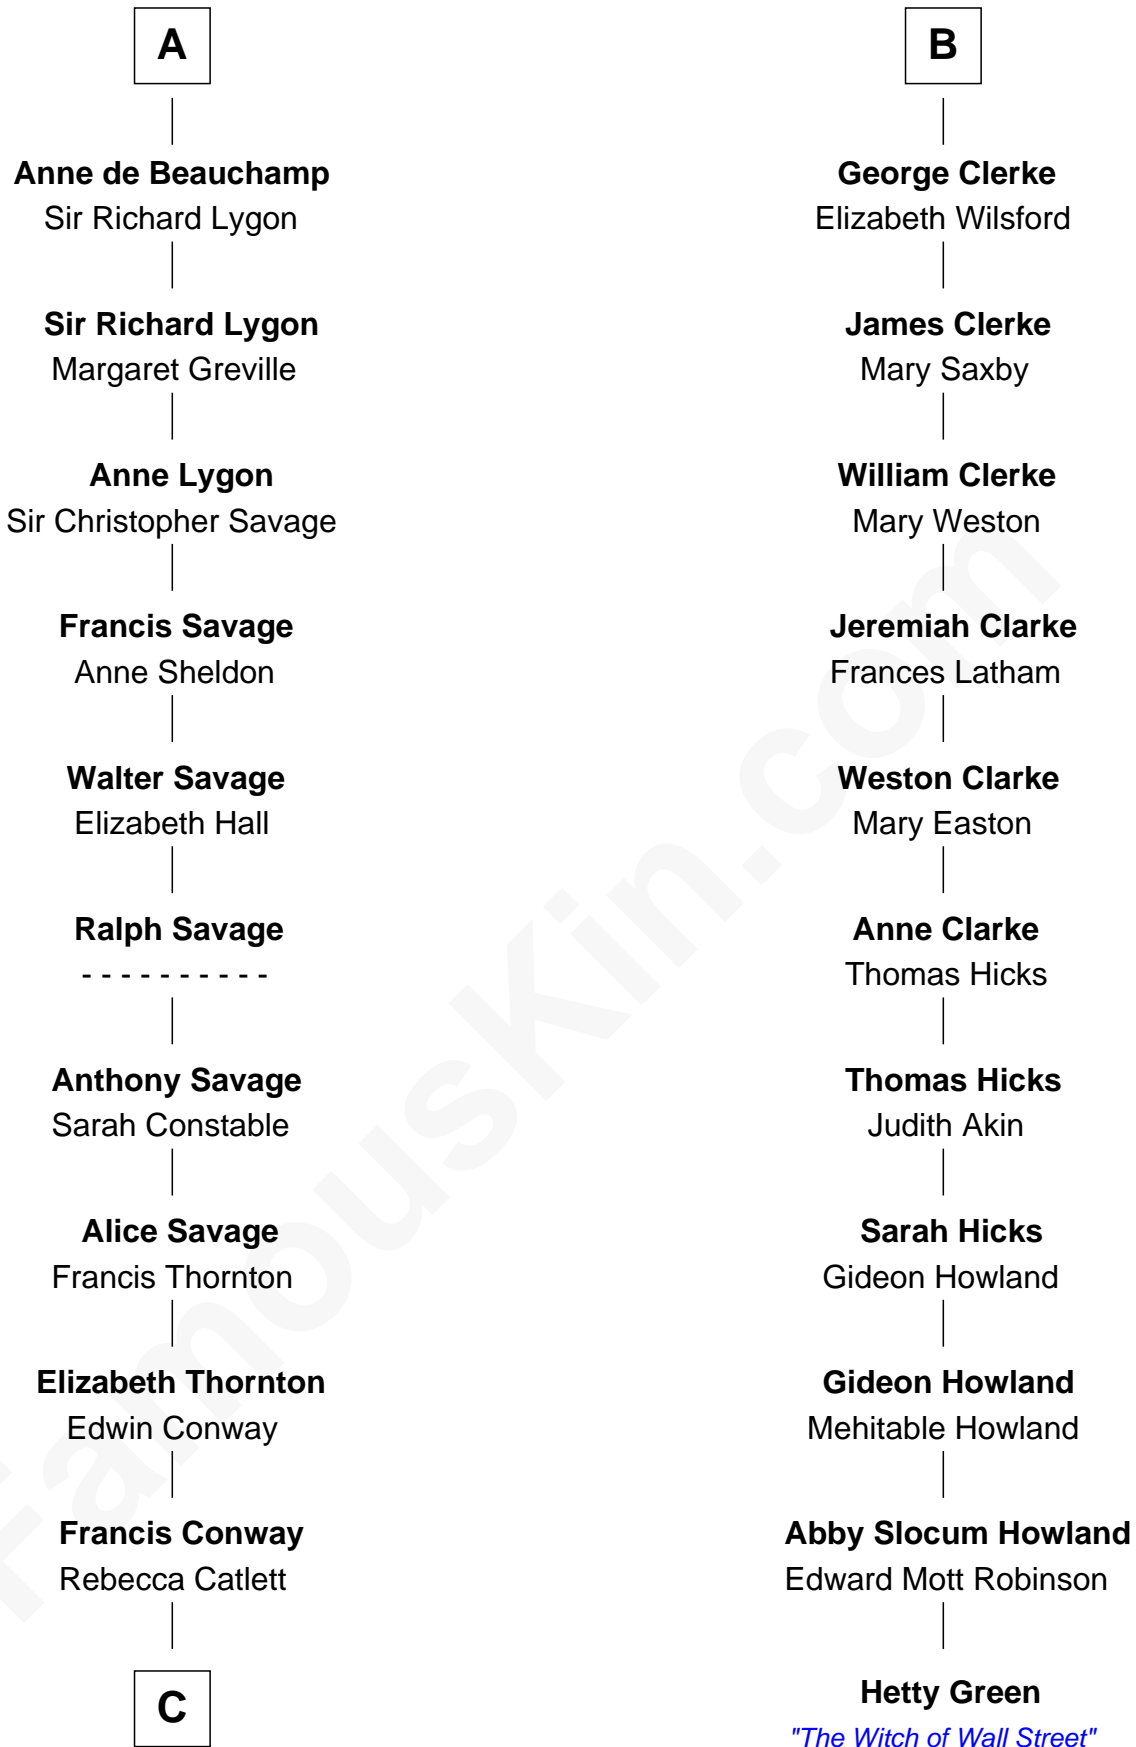 A
Anne de Beauchamp
Sir Richard Lygon
Sir Richard Lygon
Margaret Greville
Anne Lygon
Sir Christopher Savage
Francis Savage
Anne Sheldon
Walter Savage
Elizabeth Hall
Ralph Savage
- - - - - - - - - -
Anthony Savage
Sarah Constable
Alice Savage
Francis Thornton
Elizabeth Thornton
Edwin Conway
Francis Conway
Rebecca Catlett
C
B
George Clerke
Elizabeth Wilsford
James Clerke
Mary Saxby
William Clerke
Mary Weston
Jeremiah Clarke
Frances Latham
Weston Clarke
Mary Easton
Anne Clarke
Thomas Hicks
Thomas Hicks
Judith Akin
Sarah Hicks
Gideon Howland
Gideon Howland
Mehitable Howland
Abby Slocum Howland
Edward Mott Robinson
Hetty Green
"The Witch of Wall Street"
FamousKin.com